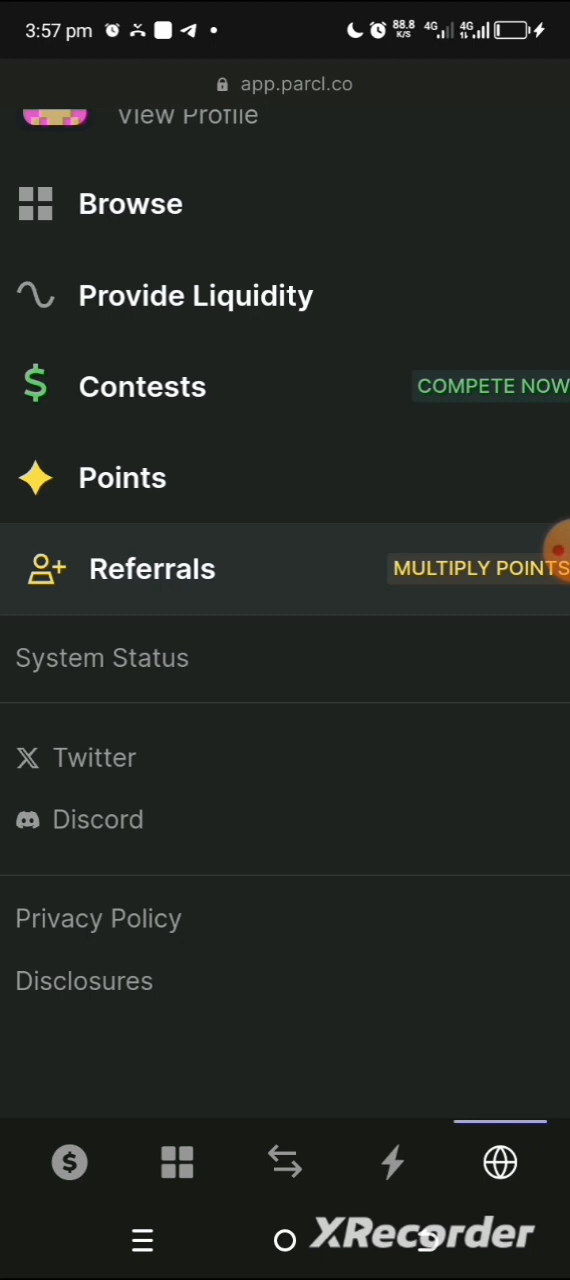 3:57 pm
88.8
K/S
4G
4G
app.parcl.co
View Profile
Browse
Provide Liquidity
$ Contests
COMPETE NOW
Points
Referrals
MULTIPLY POINTS
System Status
X Twitter
Discord
Privacy Policy
Disclosures
$
XRecorder